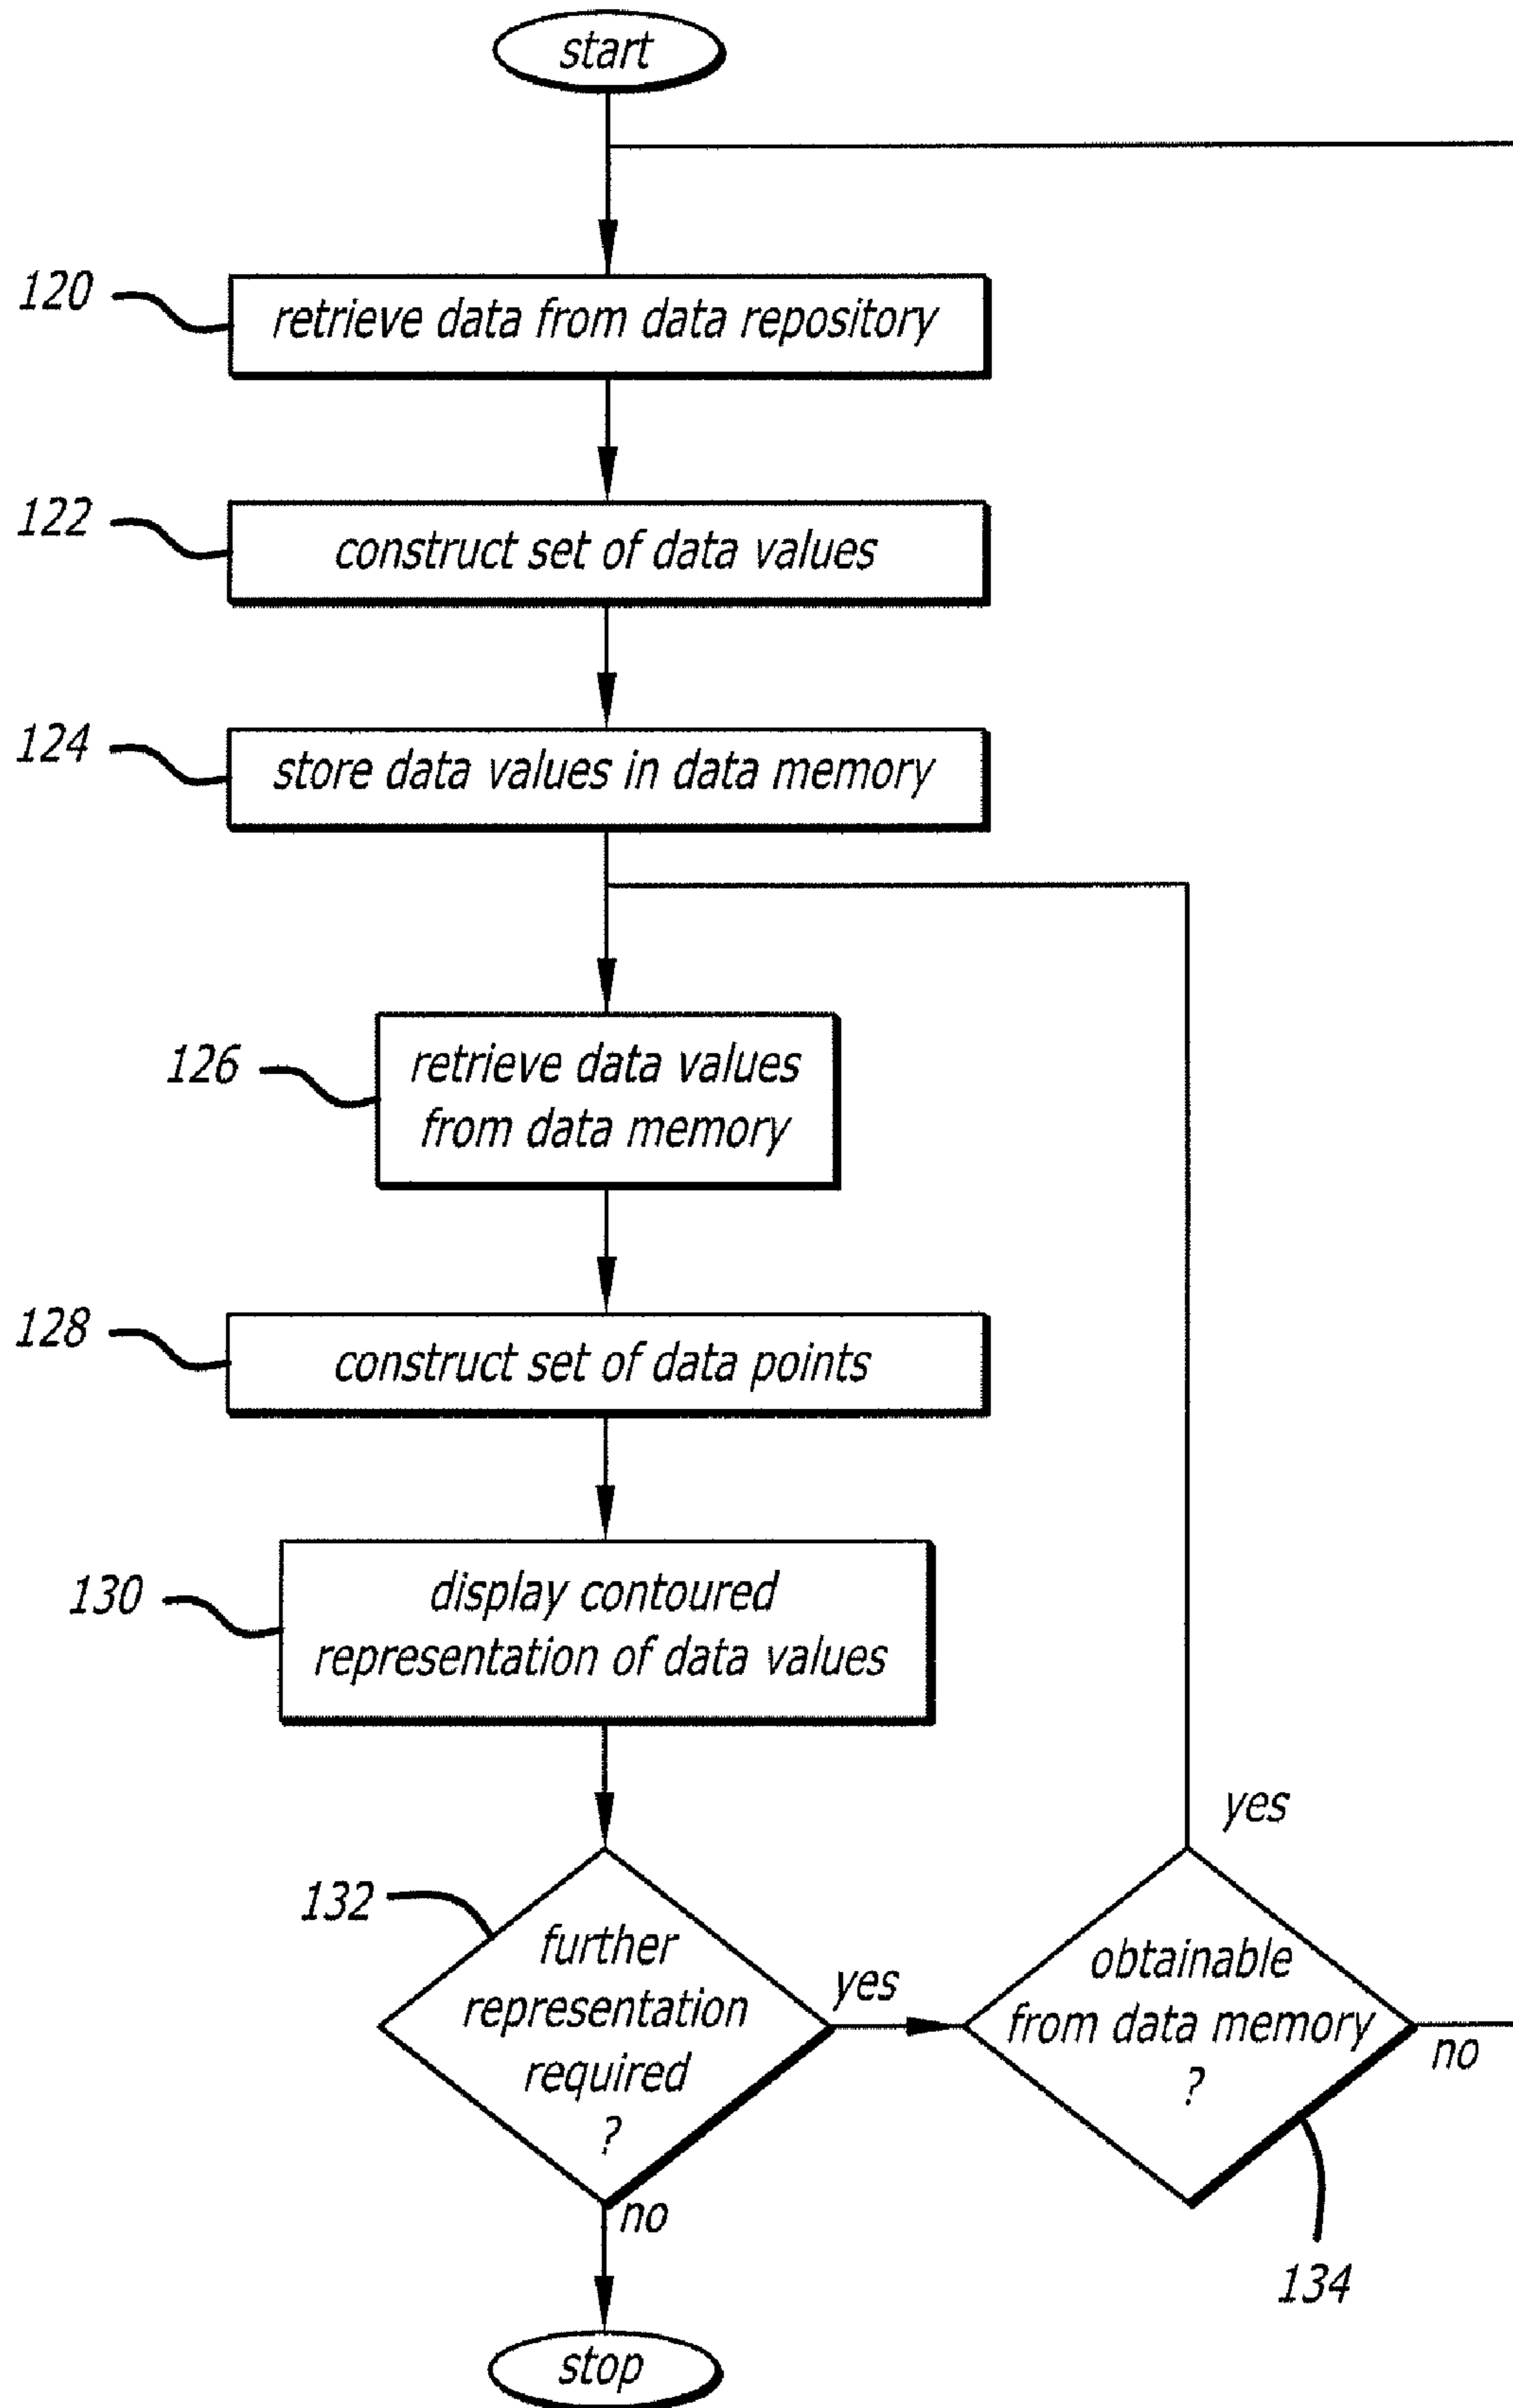 start
120
retrieve data from data repository
122
construct set of data values
124
store data values in data memory
126
retrieve data values
from data memory
128
construct set of data points
130
display contoured
representation of data values
yes
132
further
representation
required
?
yes
obtainable
from data memory
?
no
no
134
stop